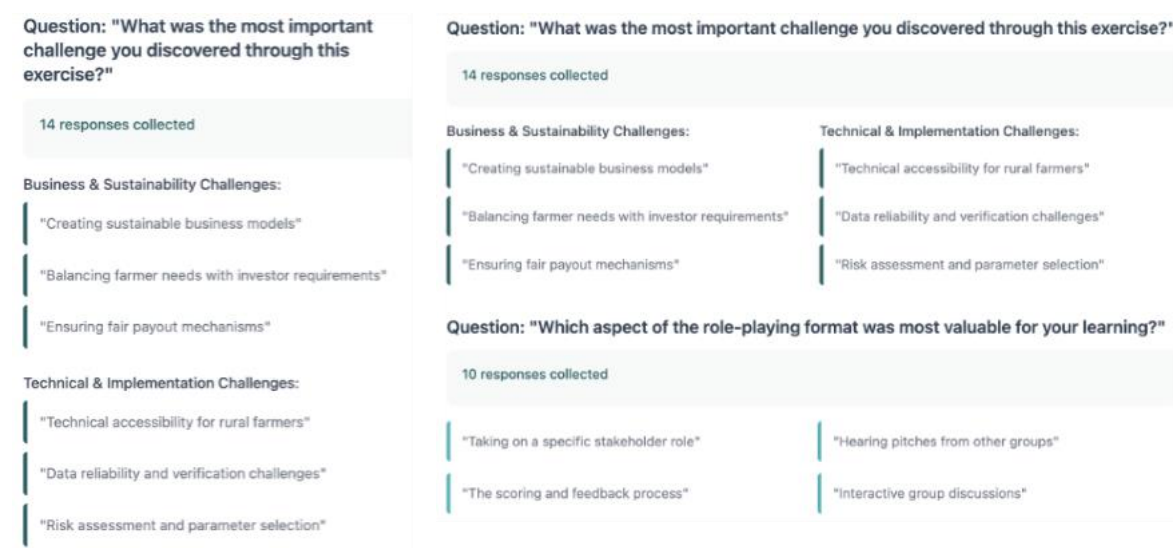 Question: "What was the most important
challenge you discovered through this
exercise?"
14 responses collected
Business & Sustainability Challenges:
"Creating sustainable business models"
"Balancing farmer needs with investor requirements"
"Ensuring fair payout mechanisms"
Technical & Implementation Challenges:
"Technical accessibility for rural farmers"
"Data reliability and verification challenges"
"Risk assessment and parameter selection"
Question: "What was the most important challenge you discovered through this exercise?"
14 responses collected
Business & Sustainability Challenges:
"Creating sustainable business models"
"Balancing farmer needs with investor requirements"
"Ensuring fair payout mechanisms"
Technical & Implementation Challenges:
"Technical accessibility for rural farmers"
"Data reliability and verification challenges"
"Risk assessment and parameter selection"
Question: "Which aspect of the role-playing format was most valuable for your learning?"
10 responses collected
"Taking on a specific stakeholder role"
"Hearing pitches from other groups"
"The scoring and feedback process"
"Interactive group discussions"